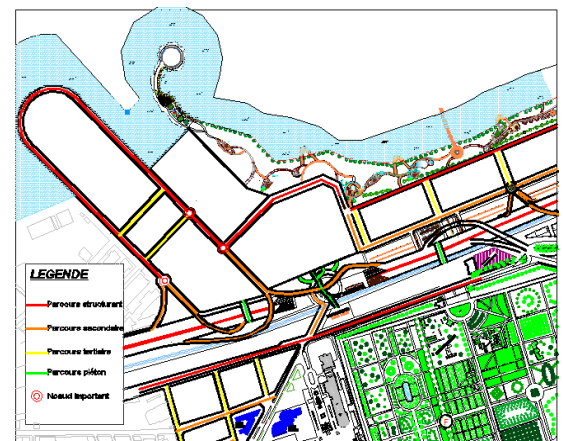 LEGENDE
Parcours structurant
Parcours secondaire
Parcours tertiaire
Parcours piéton
Noeud important